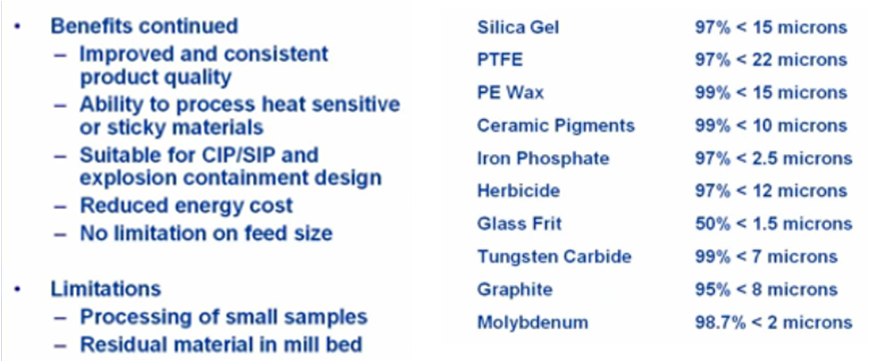 • Benefits continued
– Improved and consistent
product quality
– Ability to process heat sensitive
or sticky materials
– Suitable for CIP/SIP and
explosion containment design
– Reduced energy cost
– No limitation on feed size
• Limitations
– Processing of small samples
– Residual material in mill bed
Silica Gel 97% < 15 microns
PTFE 97% < 22 microns
PE Wax 99% < 15 microns
Ceramic Pigments 99% < 10 microns
Iron Phosphate 97% < 2.5 microns
Herbicide 97% < 12 microns
Glass Frit 50% < 1.5 microns
Tungsten Carbide 99% < 7 microns
Graphite 95% < 8 microns
Molybdenum 98.7% < 2 microns